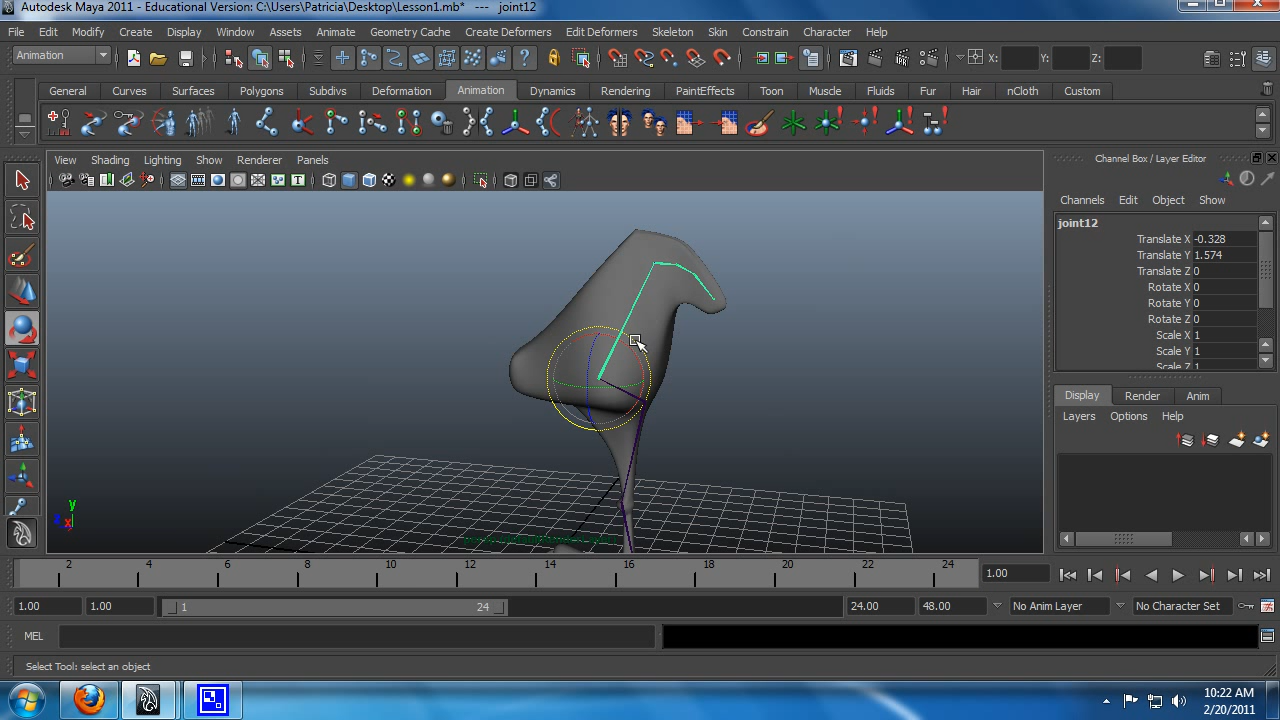 Autodesk Maya 2011 - Educational Version: C:\Users\Patricia\Desktop\Lesson1.mb* --- joint12
File Edit Modify Create Display Window Assets Animate Geometry Cache Create Deformers Edit Deformers Skeleton Skin Constrain Character Help
Animation X: Y: Z:
General Curves Surfaces Polygons Subdivs Deformation Animation Dynamics Rendering PaintEffects Toon Muscle Fluids Fur Hair nCloth Custom
View Shading Lighting Show Renderer Panels
Channel Box / Layer Editor
Channels Edit Object Show
joint12
Translate X -0.328
Translate Y 1.574
Translate Z 0
Rotate X 0
Rotate Y 0
Rotate Z 0
Scale X 1
Scale Y 1
Scale Z 1
Display Render Anim
Layers Options Help
y
x
2 4 6 8 10 12 14 16 18 20 22 24 1.00
1.00 1.00 1 24 24.00 48.00 No Anim Layer No Character Set
MEL
Select Tool: select an object
10:22 AM
2/20/2011